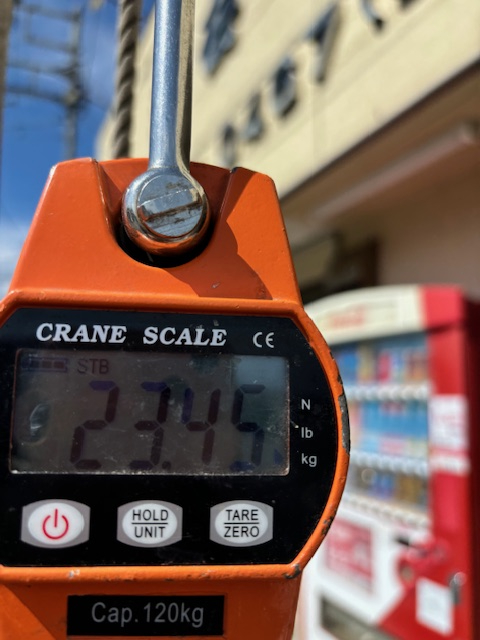 CRANE SCALE CE
STB
23.45
N
lb
kg
HOLD
UNIT
TARE
ZERO
Cap.120kg